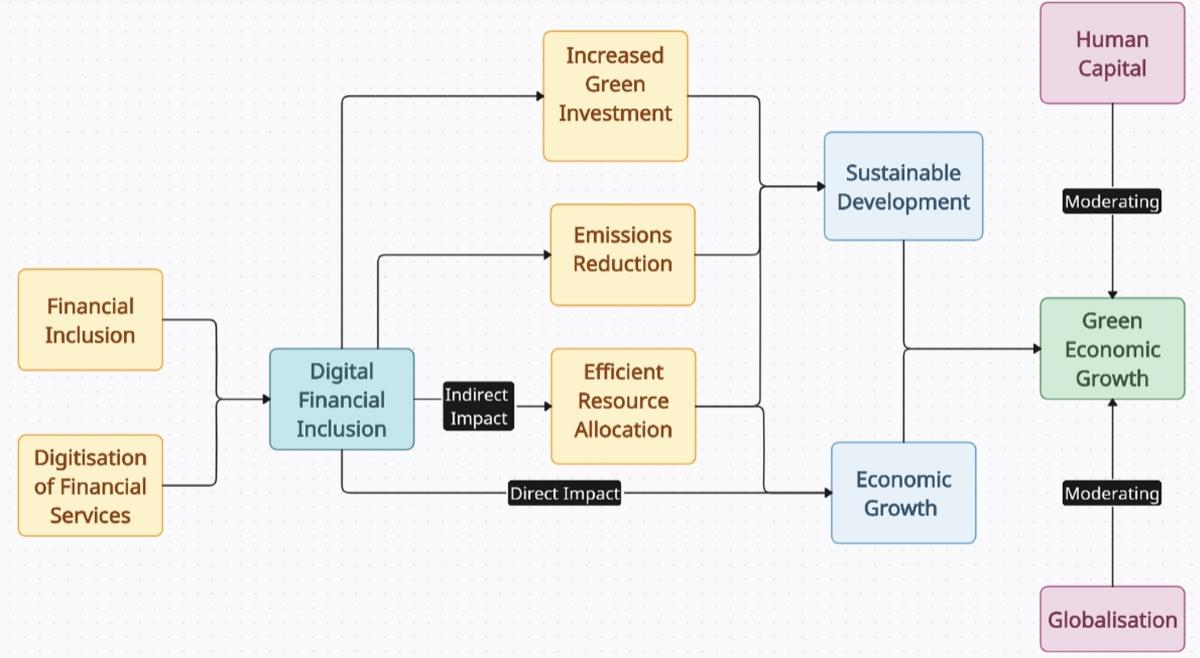 Human
Capital
Increased
Green
Investment
Sustainable
Development
Moderating
Emissions
Reduction
Financial
Inclusion
Green
Economic
Growth
Digital
Financial
Inclusion
Indirect
Impact
Efficient
Resource
Allocation
Digitisation
of Financial
Services
Direct Impact
Economic
Growth
Moderating
Globalisation